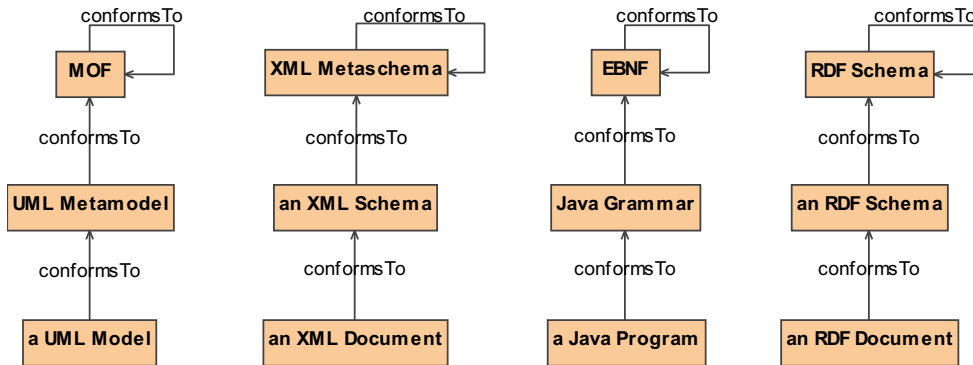 conformsTo
conformsTo
conformsTo
conformsTo
MOF
XML Metaschema
EBNF
RDF Schema
conformsTo
conformsTo
conformsTo
conformsTo
UML Metamodel
an XML Schema
Java Grammar
an RDF Schema
conformsTo
conformsTo
conformsTo
conformsTo
a UML Model
an XML Document
a Java Program
an RDF Document